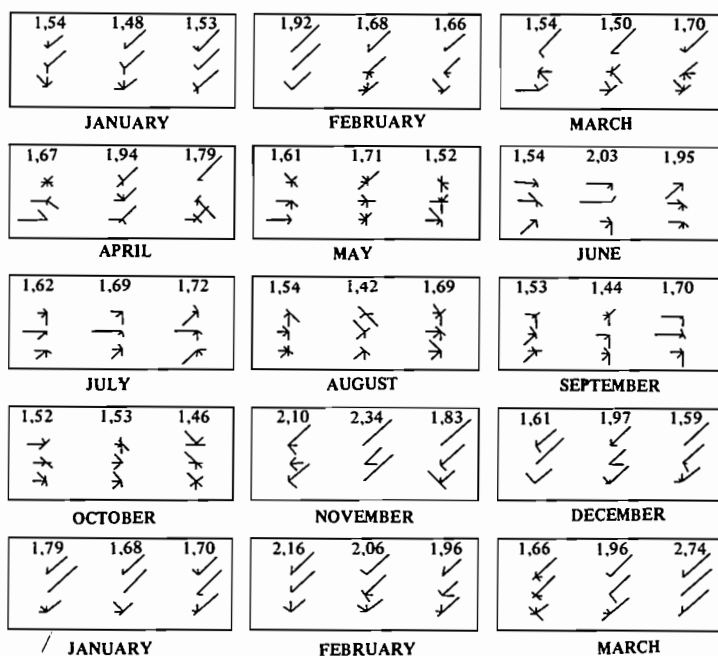 1,54 1,48 1,53 1,92 1,68 1,66 1,54 1,50 1,70
JANUARY FEBRUARY MARCH
1,67 1,94 1,79 1,61 1,71 1,52 1,54 2,03 1,95
APRIL MAY JUNE
1,62 1,69 1,72 1,54 1,42 1,69 1,53 1,44 1,70
JULY AUGUST SEPTEMBER
1,52 1,53 1,46 2,10 2,34 1,83 1,61 1,97 1,59
OCTOBER NOVEMBER DECEMBER
1,79 1,68 1,70 2,16 2,06 1,96 1,66 1,96 2,74
JANUARY FEBRUARY MARCH